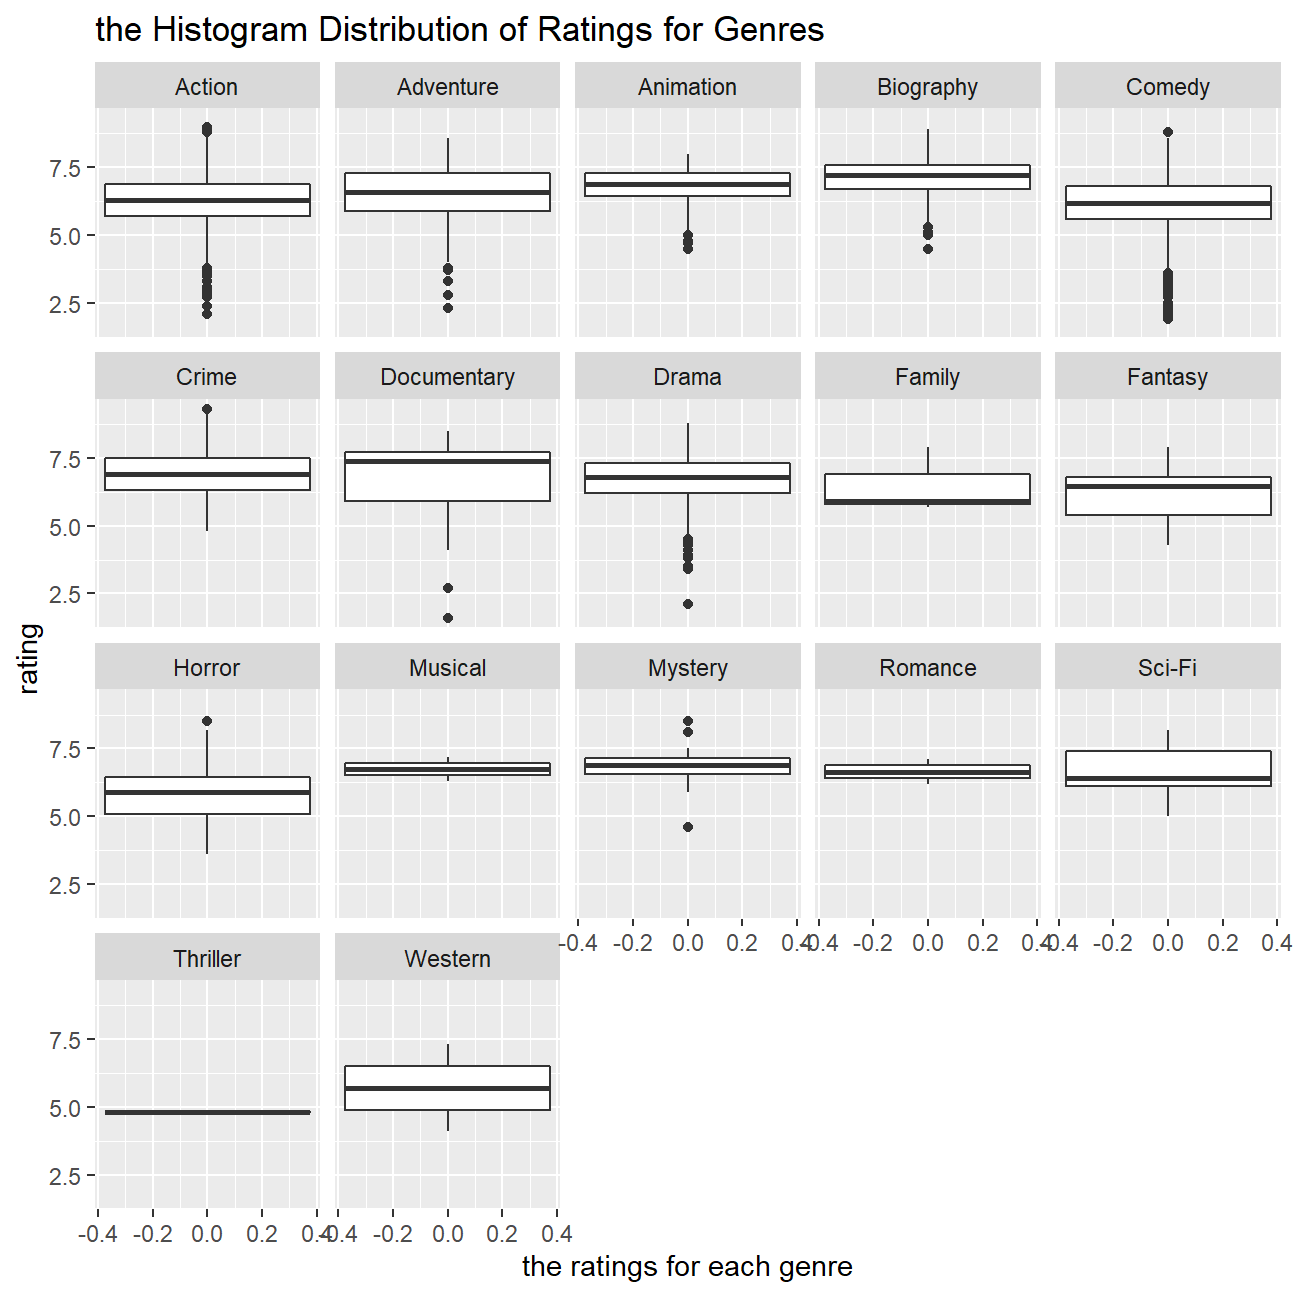 the Histogram Distribution of Ratings for Genres
Action Adventure Animation Biography Comedy
7.5
5.0
2.5
Crime Documentary Drama Family Fantasy
7.5
5.0
2.5
rating
Horror Musical Mystery Romance Sci-Fi
7.5
5.0
2.5
-0.4 -0.2 0.0 0.2 0.4 -0.4 -0.2 0.0 0.2 0.4 -0.4 -0.2 0.0 0.2 0.4
Thriller Western
7.5
5.0
2.5
-0.4 -0.2 0.0 0.2 0.4 -0.4 -0.2 0.0 0.2 0.4
the ratings for each genre